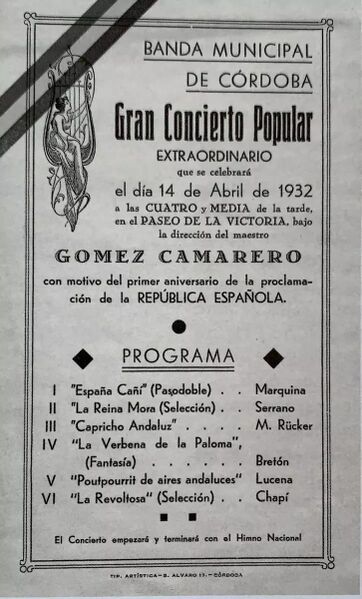 BANDA MUNICIPAL
DE CÓRDOBA
Gran Concierto Popular
EXTRAORDINARIO
que se celebrará
el día 14 de Abril de 1932
a las CUATRO y MEDIA de la tarde,
en el PASEO DE LA VICTORIA, bajo
la dirección del maestro
GOMEZ CAMARERO
con motivo del primer aniversario de la proclama-
ción de la REPÚBLICA ESPAÑOLA.
PROGRAMA
I "España Cañí" (Pasodoble) . . Marquina
II "La Reina Mora (Selección) . . Serrano
III "Capricho Andaluz" . . . . M. Rücker
IV "La Verbena de la Paloma",
(Fantasía) . . . . Bretón
V "Poutpourrit de aires andaluces" Lucena
VI "La Revoltosa" (Selección) . . Chapí
El Concierto empezará y terminará con el Himno Nacional
TIP. ARTÍSTICA-S. ALVARO 17.-CÓRDOBA